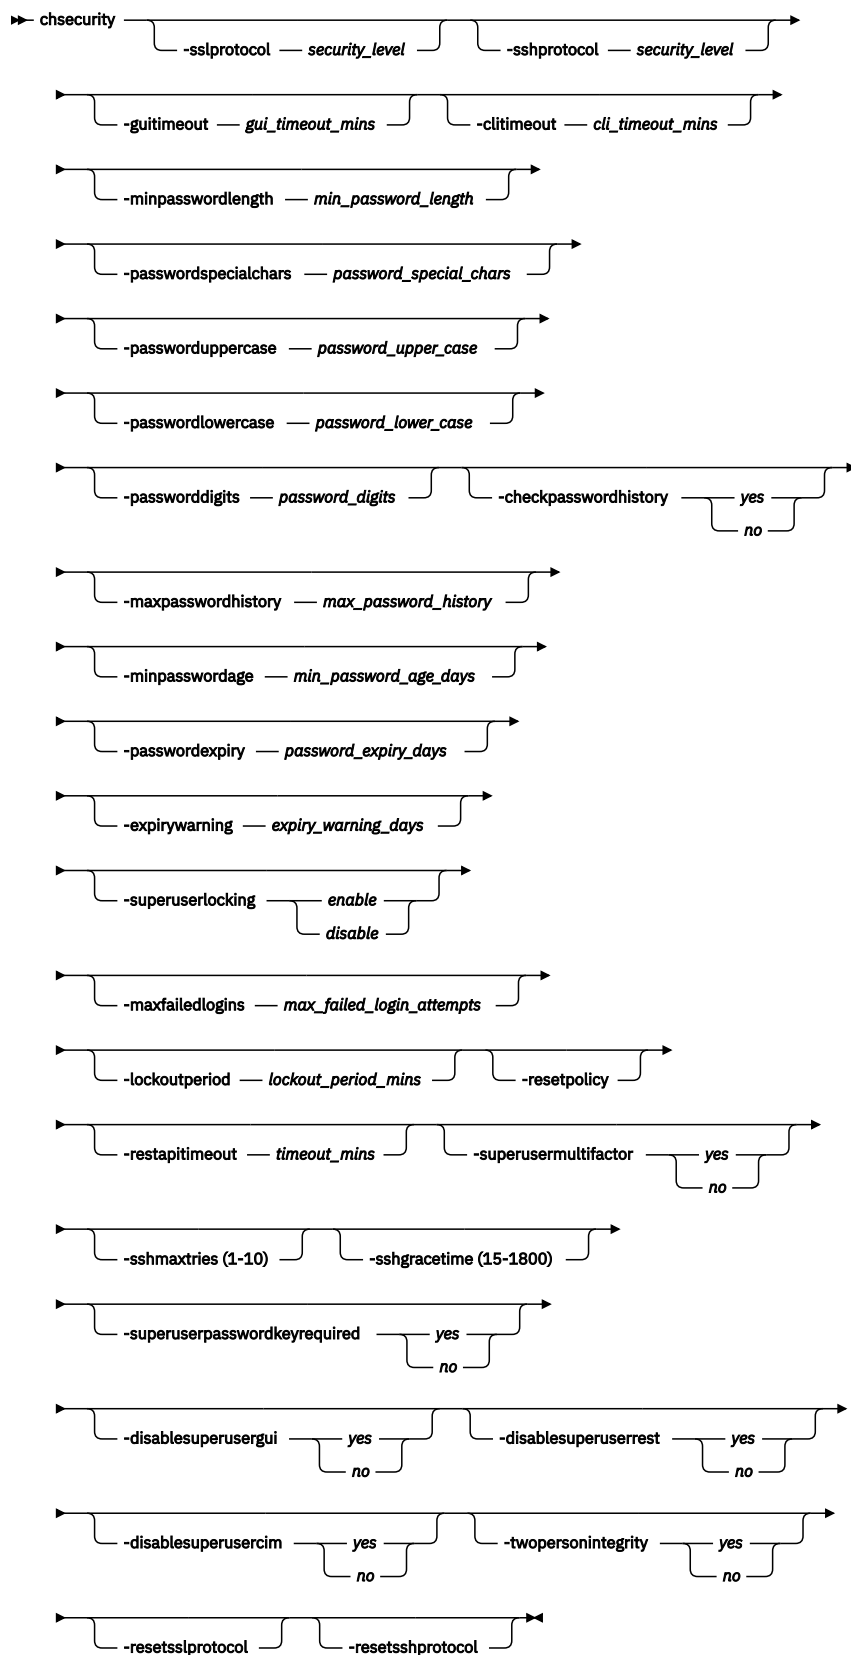 chsecurity
-sslprotocol security_level -sshprotocol security_level
-guitimeout gui_timeout_mins -clitimeout cli_timeout_mins
-minpasswordlength min_password_length
-passwordspecialchars password_special_chars
-passworduppercase password_upper_case
-passwordlowercase password_lower_case
-passworddigits password_digits -checkpasswordhistory yes
no
-maxpasswordhistory max_password_history
-minpasswordage min_password_age_days
-passwordexpiry password_expiry_days
-expirywarning expiry_warning_days
-superuserlocking enable
disable
-maxfailedlogins max_failed_login_attempts
-lockoutperiod lockout_period_mins -resetpolicy
-restapitimeout timeout_mins -superusermultifactor yes
no
-sshmaxtries (1-10) -sshgracetime (15-1800)
-superuserpasswordkeyrequired yes
no
-disablesuperusergui yes -disablesuperuserrest yes
no no
-disablesuperusercim yes -twopersonintegrity yes
no no
-resetsslprotocol -resetsshprotocol